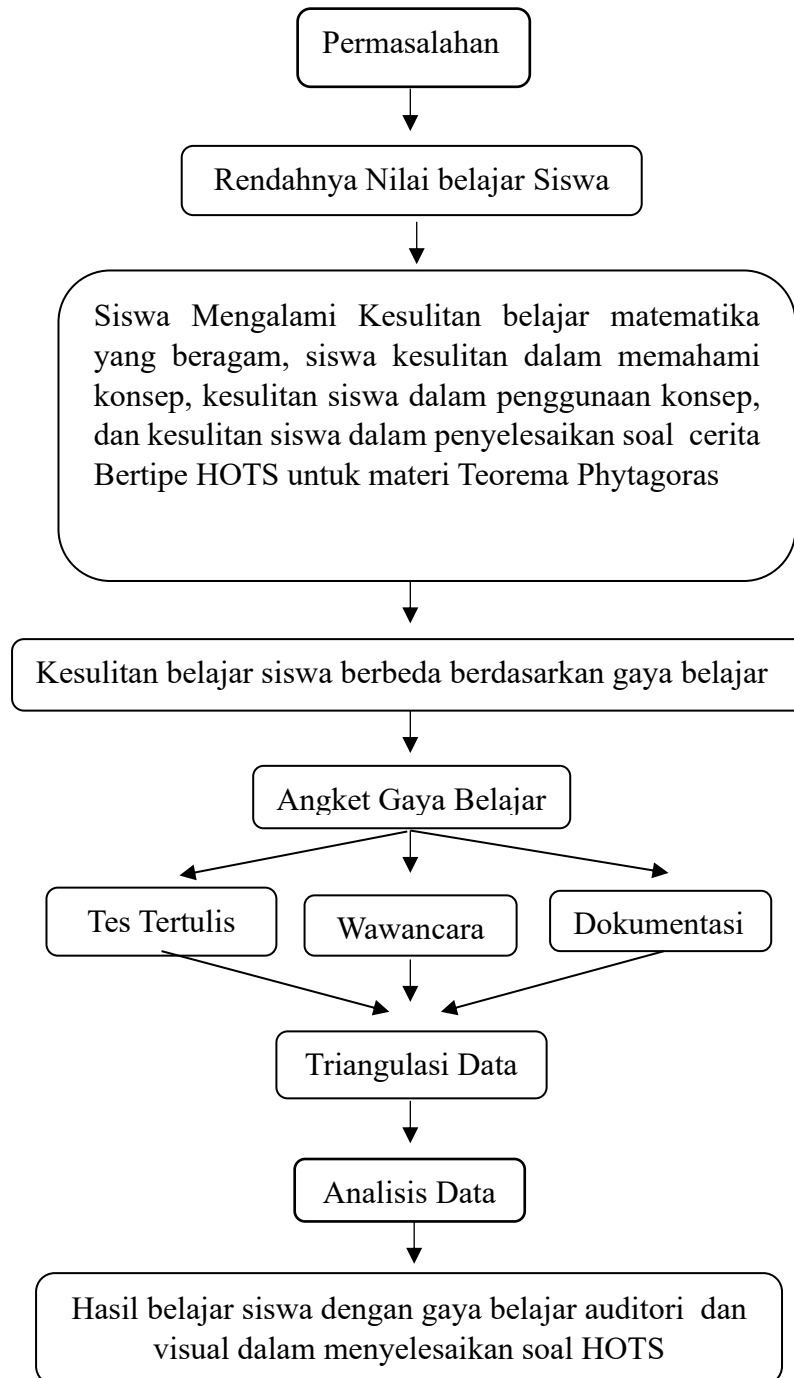 Permasalahan
Rendahnya Nilai belajar Siswa
Siswa Mengalami Kesulitan belajar matematika
yang beragam, siswa kesulitan dalam memahami
konsep, kesulitan siswa dalam penggunaan konsep,
dan kesulitan siswa dalam penyelesaikan soal cerita
Bertipe HOTS untuk materi Teorema Phytagoras
Kesulitan belajar siswa berbeda berdasarkan gaya belajar
Angket Gaya Belajar
Tes Tertulis
Wawancara
Dokumentasi
Triangulasi Data
Analisis Data
Hasil belajar siswa dengan gaya belajar auditori dan
visual dalam menyelesaikan soal HOTS